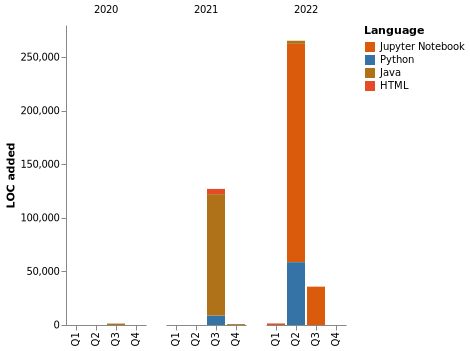 2020
2021
2022
Language
Jupyter Notebook
Python
Java
HTML
LOC added
250,000
200,000
150,000
100,000
50,000
0
Q1
Q2
Q3
Q4
Q1
Q2
Q3
Q4
Q1
Q2
Q3
Q4